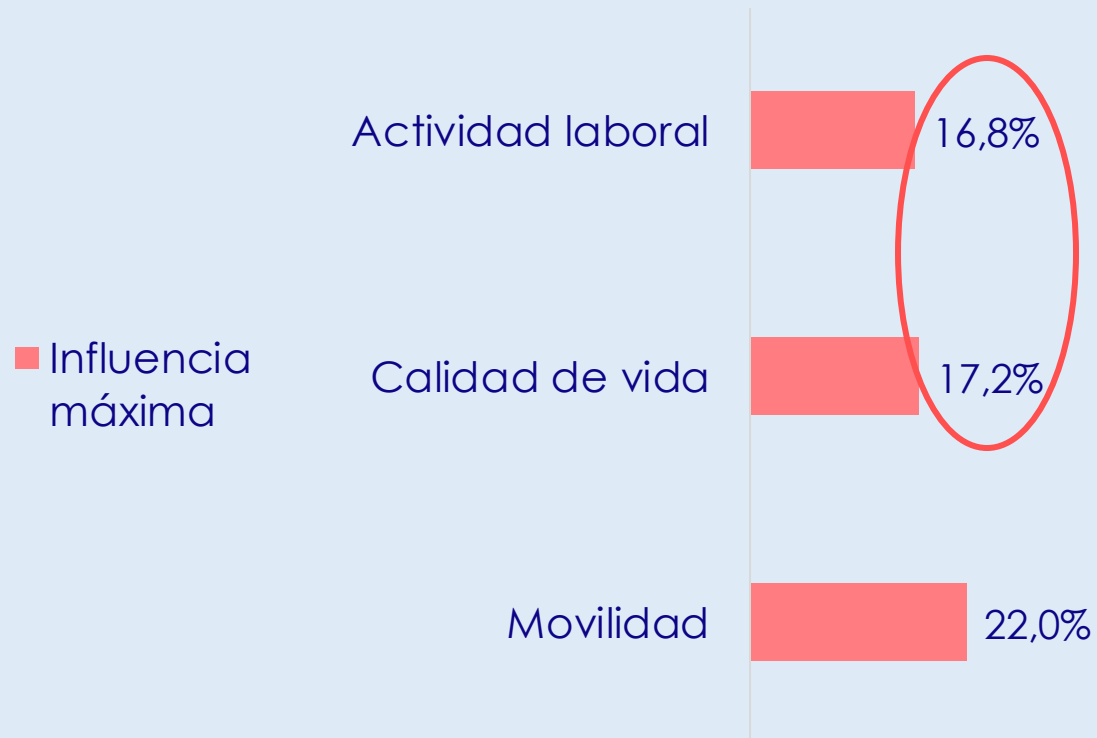 Actividad laboral 16,8%
Influencia
máxima
Calidad de vida 17,2%
Movilidad 22,0%